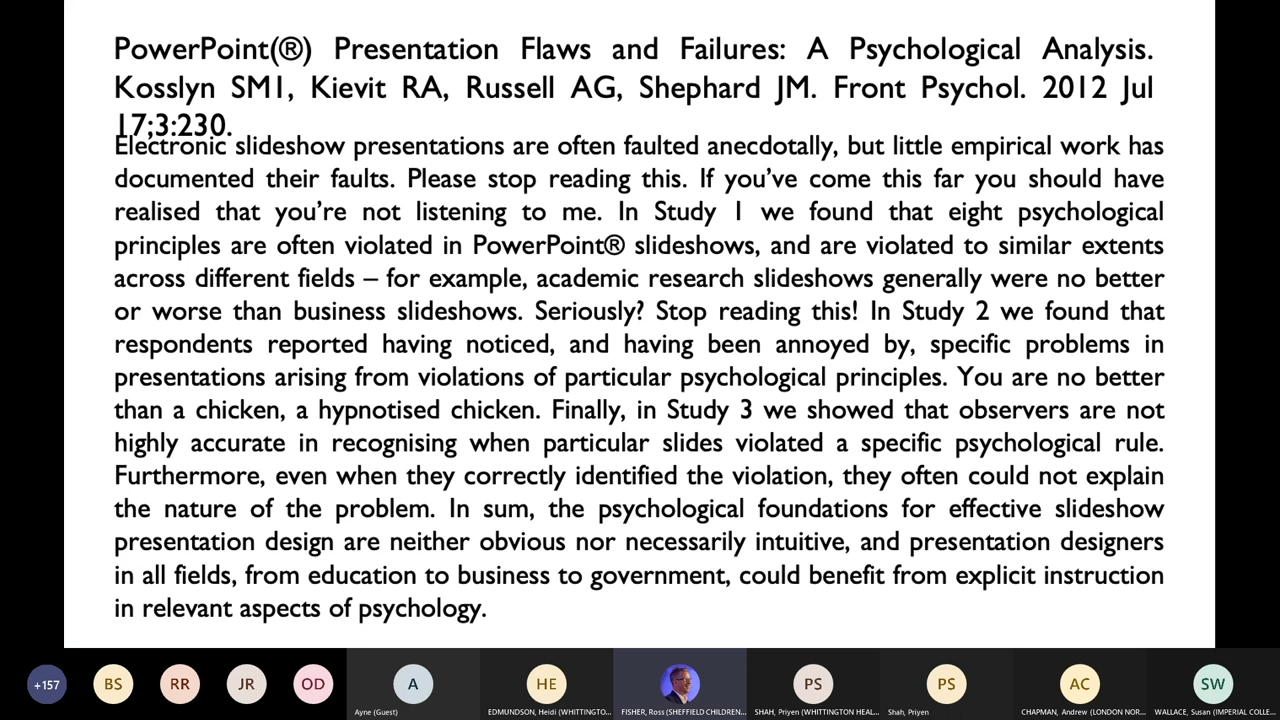 PowerPoint(®) Presentation Flaws and Failures: A Psychological Analysis.
Kosslyn SM1, Kievit RA, Russell AG, Shephard JM. Front Psychol. 2012 Jul
17;3:230.
Electronic slideshow presentations are often faulted anecdotally, but little empirical work has
documented their faults. Please stop reading this. If you’ve come this far you should have
realised that you’re not listening to me. In Study 1 we found that eight psychological
principles are often violated in PowerPoint® slideshows, and are violated to similar extents
across different fields – for example, academic research slideshows generally were no better
or worse than business slideshows. Seriously? Stop reading this! In Study 2 we found that
respondents reported having noticed, and having been annoyed by, specific problems in
presentations arising from violations of particular psychological principles. You are no better
than a chicken, a hypnotised chicken. Finally, in Study 3 we showed that observers are not
highly accurate in recognising when particular slides violated a specific psychological rule.
Furthermore, even when they correctly identified the violation, they often could not explain
the nature of the problem. In sum, the psychological foundations for effective slideshow
presentation design are neither obvious nor necessarily intuitive, and presentation designers
in all fields, from education to business to government, could benefit from explicit instruction
in relevant aspects of psychology.
+157 BS RR JR OD A HE PS PS AC SW
Ayne (Guest) EDMUNDSON, Heidi (WHITTINGTO... FISHER, Ross (SHEFFIELD CHILDREN... SHAH, Priyen (WHITTINGTON HEAL... Shah, Priyen CHAPMAN, Andrew (LONDON NOR... WALLACE, Susan (IMPERIAL COLLE...